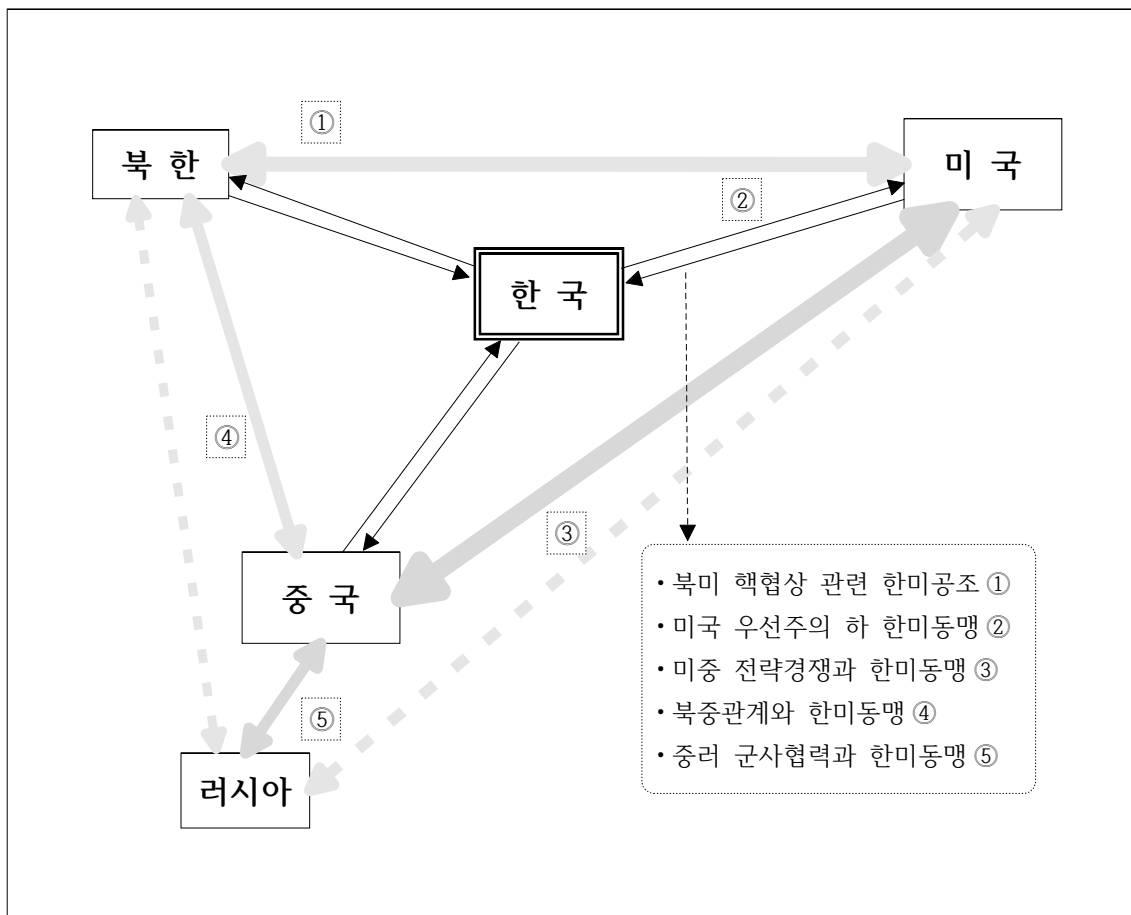 ①
북 한
미 국
②
한 국
④
③
중 국
⑤
러시아
• 북미 핵협상 관련 한미공조 ①
• 미국 우선주의 하 한미동맹 ②
• 미중 전략경쟁과 한미동맹 ③
• 북중관계와 한미동맹 ④
• 중러 군사협력과 한미동맹 ⑤